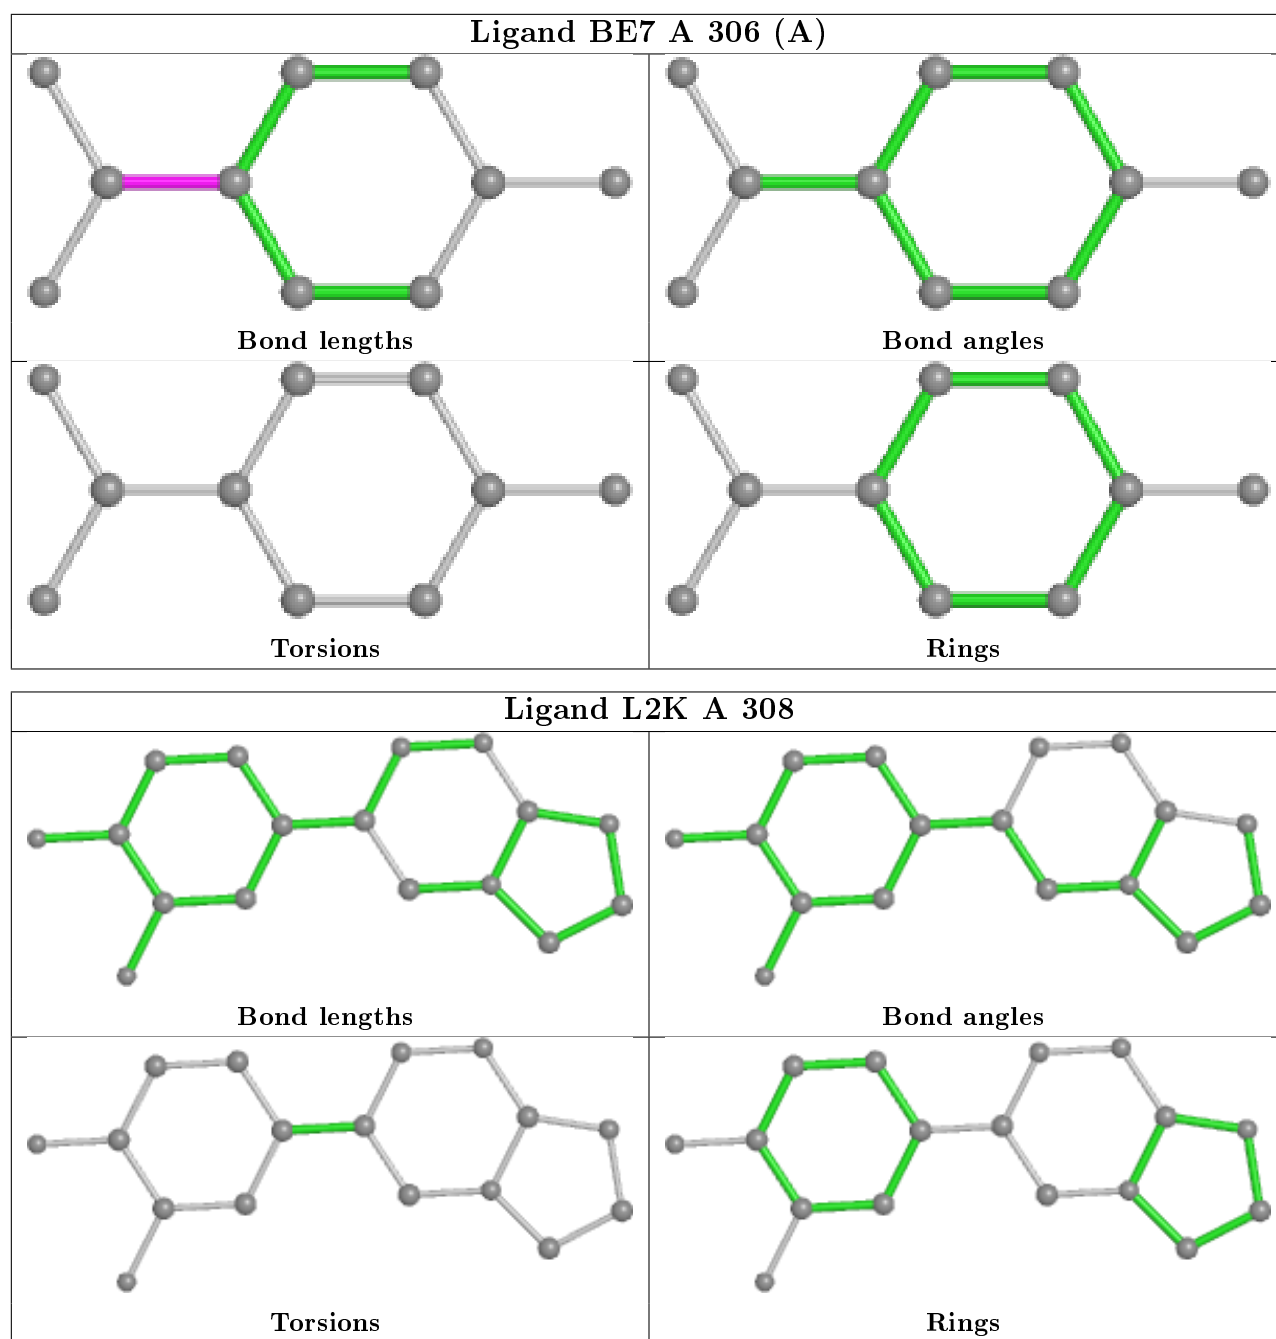 Ligand BE7 A 306 (A)
Bond lengths
Bond angles
Torsions
Rings
Ligand L2K A 308
Bond lengths
Bond angles
Torsions
Rings